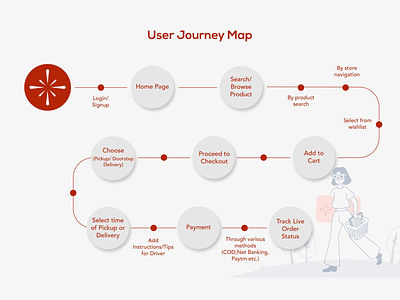 User Journey Map
Login/
Signup
Home Page
Search/
Browse
Product
By product
search
By store
navigation
Select from
wishlist
Add to
Cart
Proceed to
Checkout
Choose
(Pickup/ Doorstep
Delivery)
Select time
of Pickup or
Delivery
Add
Instructions/Tips
for Driver
Payment
Through various
methods
(COD,Net Banking,
Paytm etc.)
Track Live
Order
Status